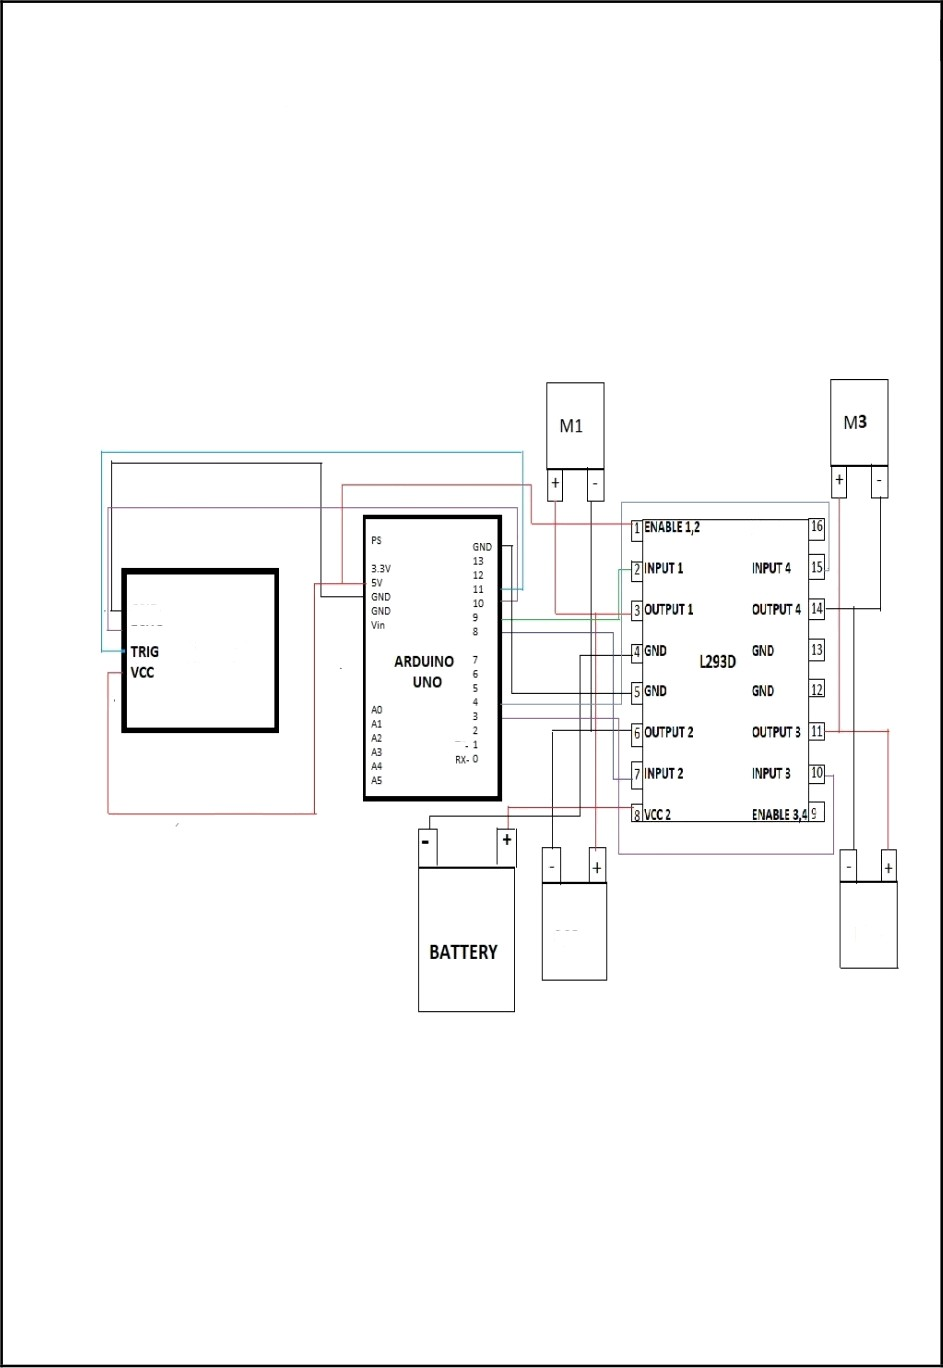 M1
M3
+ -
+ -
PS
3.3V
5V
GND
GND
Vin
A0
A1
A2
A3
A4
A5
ARDUINO
UNO
GND
13
12
11
10
9
8
7
6
5
4
3
2
- 1
RX- 0
TRIG
VCC
1 ENABLE 1,2
2 INPUT 1
3 OUTPUT 1
4 GND
5 GND
6 OUTPUT 2
7 INPUT 2
8 VCC 2
L293D
16
INPUT 4 15
OUTPUT 4 14
GND 13
GND 12
OUTPUT 3 11
INPUT 3 10
ENABLE 3,4 9
- +
- +
- +
BATTERY